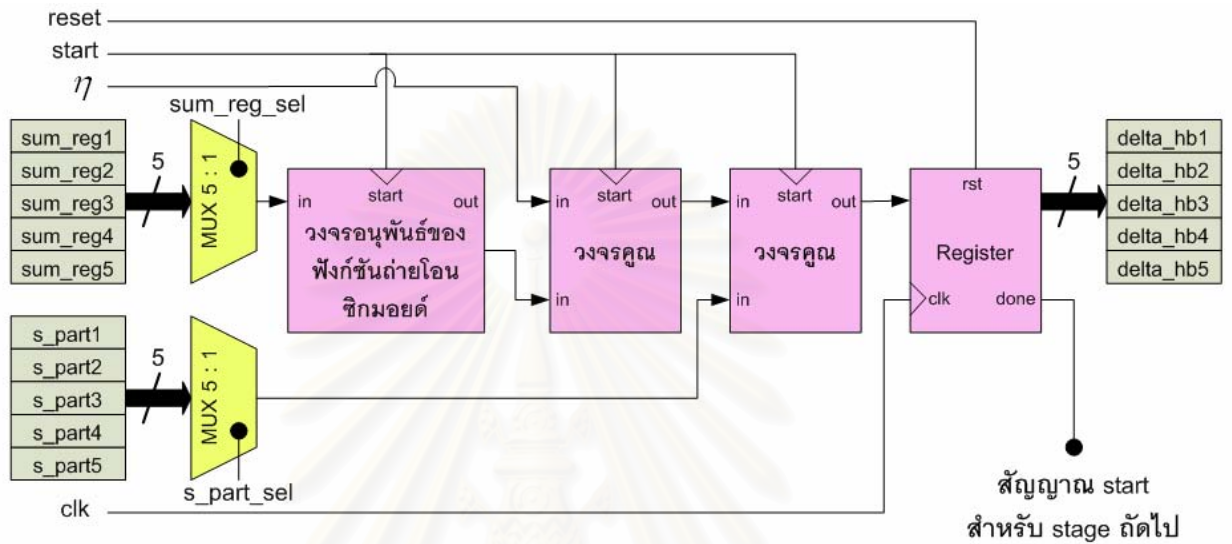 reset
start
η
sum_reg_sel
sum_reg1
sum_reg2
sum_reg3
sum_reg4
sum_reg5
5
MUX 5 : 1
in
start
out
วงจรอนุพันธ์ของ
ฟังก์ชันถ่ายโอน
ซิกมอยด์
in
start
out
วงจรคูณ
in
in
start
out
วงจรคูณ
in
rst
Register
clk
done
5
delta_hb1
delta_hb2
delta_hb3
delta_hb4
delta_hb5
s_part1
s_part2
s_part3
s_part4
s_part5
5
MUX 5 : 1
s_part_sel
clk
สัญญาณ start
สำหรับ stage ถัดไป